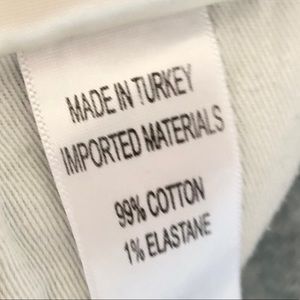 MADE IN TURKEY
IMPORTED MATERIALS
99% COTTON
1% ELASTANE